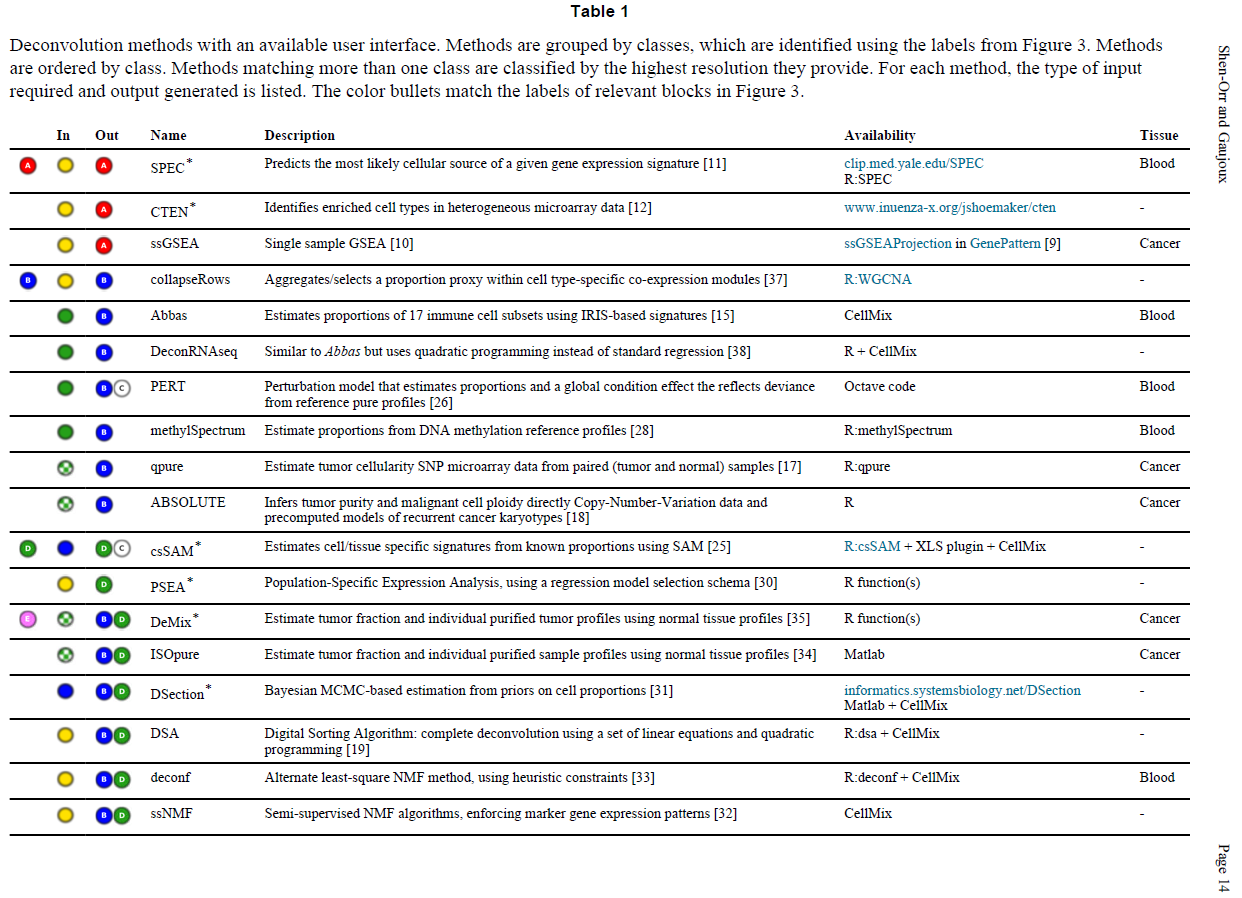 Table 1
Deconvolution methods with an available user interface. Methods are grouped by classes, which are identified using the labels from Figure 3. Methods
are ordered by class. Methods matching more than one class are classified by the highest resolution they provide. For each method, the type of input
required and output generated is listed. The color bullets match the labels of relevant blocks in Figure 3.
In Out Name Description Availability Tissue
A A SPEC* Predicts the most likely cellular source of a given gene expression signature [11] clip.med.yale.edu/SPEC Blood
R:SPEC
A CTEN* Identifies enriched cell types in heterogeneous microarray data [12] www.inuenza-x.org/jshoemaker/cten -
A ssGSEA Single sample GSEA [10] ssGSEAProjection in GenePattern [9] Cancer
B B collapseRows Aggregates/selects a proportion proxy within cell type-specific co-expression modules [37] R:WGCNA -
B Abbas Estimates proportions of 17 immune cell subsets using IRIS-based signatures [15] CellMix Blood
B DeconRNAseq Similar to Abbas but uses quadratic programming instead of standard regression [38] R + CellMix -
B C PERT Perturbation model that estimates proportions and a global condition effect the reflects deviance Octave code Blood
from reference pure profiles [26]
B methylSpectrum Estimate proportions from DNA methylation reference profiles [28] R:methylSpectrum Blood
B qpure Estimate tumor cellularity SNP microarray data from paired (tumor and normal) samples [17] R:qpure Cancer
B ABSOLUTE Infers tumor purity and malignant cell ploidy directly Copy-Number-Variation data and R Cancer
precomputed models of recurrent cancer karyotypes [18]
D D C csSAM* Estimates cell/tissue specific signatures from known proportions using SAM [25] R:csSAM + XLS plugin + CellMix -
D PSEA* Population-Specific Expression Analysis, using a regression model selection schema [30] R function(s) -
E B D DeMix* Estimate tumor fraction and individual purified tumor profiles using normal tissue profiles [35] R function(s) Cancer
B D ISOpure Estimate tumor fraction and individual purified sample profiles using normal tissue profiles [34] Matlab Cancer
B D DSection* Bayesian MCMC-based estimation from priors on cell proportions [31] informatics.systemsbiology.net/DSection -
Matlab + CellMix
B D DSA Digital Sorting Algorithm: complete deconvolution using a set of linear equations and quadratic R:dsa + CellMix -
programming [19]
B D deconf Alternate least-square NMF method, using heuristic constraints [33] R:deconf + CellMix Blood
B D ssNMF Semi-supervised NMF algorithms, enforcing marker gene expression patterns [32] CellMix -
Shen-Orr and Gaujoux
Page 14